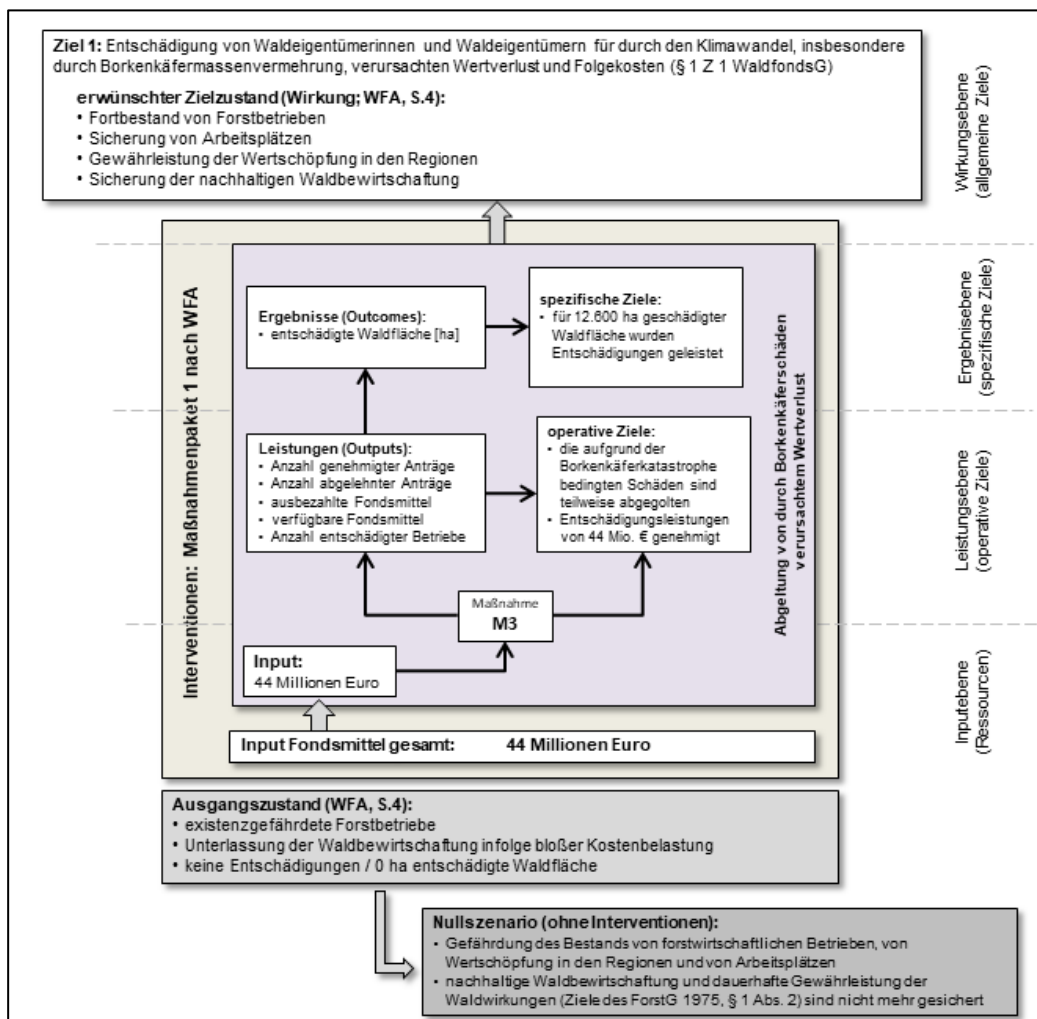 Ziel 1: Entschädigung von Waldeigentümerinnen und Waldeigentümern für durch den Klimawandel, insbesondere
durch Borkenkäfermassenvermehrung, verursachten Wertverlust und Folgekosten (§ 1 Z 1 WaldfondsG)
erwünschter Zielzustand (Wirkung; WFA, S.4):
• Fortbestand von Forstbetrieben
• Sicherung von Arbeitsplätzen
• Gewährleistung der Wertschöpfung in den Regionen
• Sicherung der nachhaltigen Waldbewirtschaftung
Wirkungsebene
(allgemeine Ziele)
Interventionen: Maßnahmenpaket 1 nach WFA
Ergebnisse (Outcomes):
• entschädigte Waldfläche [ha]
spezifische Ziele:
• für 12.600 ha geschädigter
Waldfläche wurden
Entschädigungen geleistet
Ergebnisebene
(spezifische Ziele)
Leistungen (Outputs):
• Anzahl genehmigter Anträge
• Anzahl abgelehnter Anträge
• ausbezahlte Fondsmittel
• verfügbare Fondsmittel
• Anzahl entschädigter Betriebe
operative Ziele:
• die aufgrund der
Borkenkäferkatastrophe
bedingten Schäden sind
teilweise abgegolten
• Entschädigungsleistungen
von 44 Mio. € genehmigt
Abgeltung von durch Borkenkäferschäden
verursachtem Wertverlust
Leistungsebene
(operative Ziele)
Maßnahme
M3
Input:
44 Millionen Euro
Input Fondsmittel gesamt: 44 Millionen Euro
Inputebene
(Ressourcen)
Ausgangszustand (WFA, S.4):
• existenzgefährdete Forstbetriebe
• Unterlassung der Waldbewirtschaftung infolge bloßer Kostenbelastung
• keine Entschädigungen / 0 ha entschädigte Waldfläche
Nullszenario (ohne Interventionen):
• Gefährdung des Bestands von forstwirtschaftlichen Betrieben, von
Wertschöpfung in den Regionen und von Arbeitsplätzen
• nachhaltige Waldbewirtschaftung und dauerhafte Gewährleistung der
Waldwirkungen (Ziele des ForstG 1975, § 1 Abs. 2) sind nicht mehr gesichert